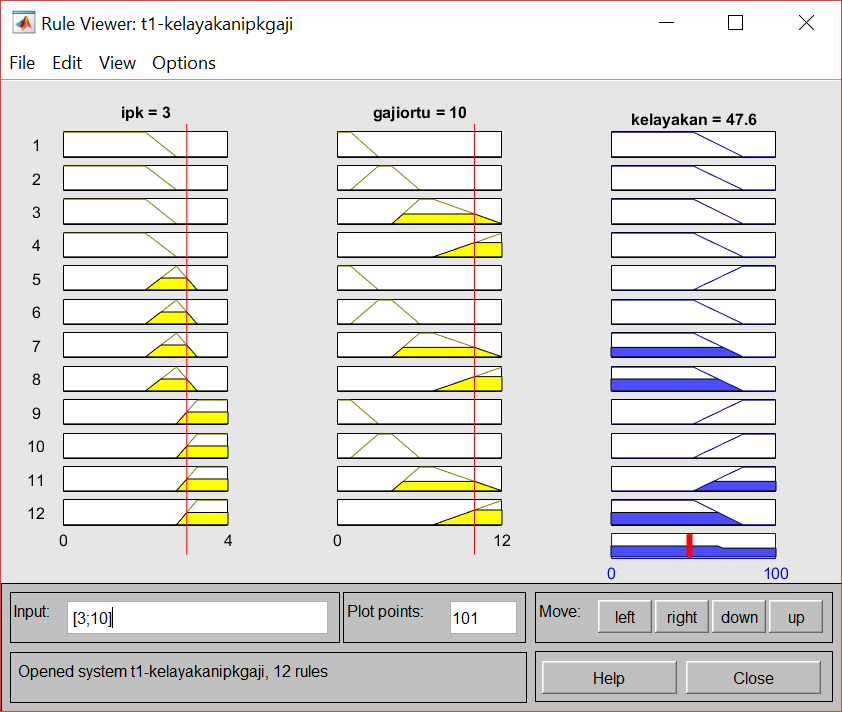 Rule Viewer: t1-kelayakanipkgaji
File Edit View Options
ipk = 3 gajiortu = 10 kelayakan = 47.6
1
2
3
4
5
6
7
8
9
10
11
12
0 4 0 12
0 100
Input: [3;10] Plot points: 101 Move: left right down up
Opened system t1-kelayakanipkgaji, 12 rules Help Close